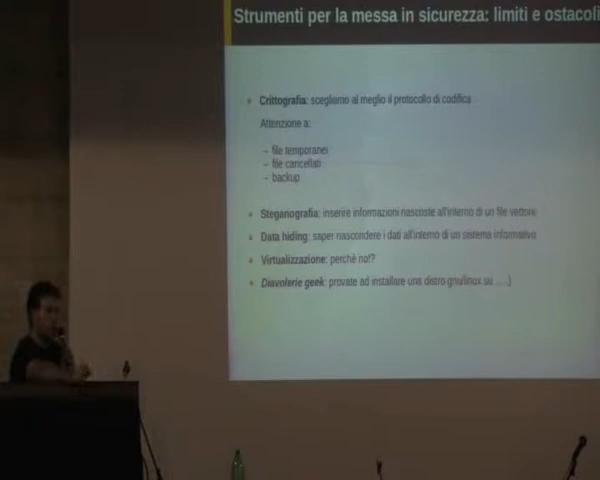 Strumenti per la messa in sicurezza: limiti e ostacoli
Crittografia: scegliamo al meglio il protocollo di codifica
Attenzione a:
– file temporanei
– file cancellati
– backup
Steganografia: inserire informazioni nascoste all'interno di un file vettore
Data hiding: saper nascondere i dati all'interno di un sistema informativo
Virtualizzazione: perchè no!?
Diavolerie geek: provate ad installare una distro gnu/linux su ....)